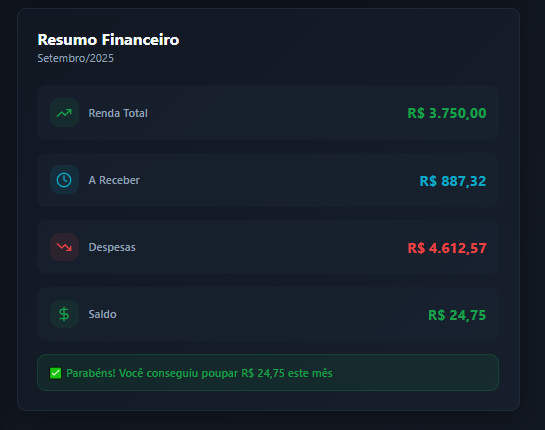 Resumo Financeiro
Setembro/2025
Renda Total R$ 3.750,00
A Receber R$ 887,32
Despesas R$ 4.612,57
Saldo R$ 24,75
✅ Parabéns! Você conseguiu poupar R$ 24,75 este mês